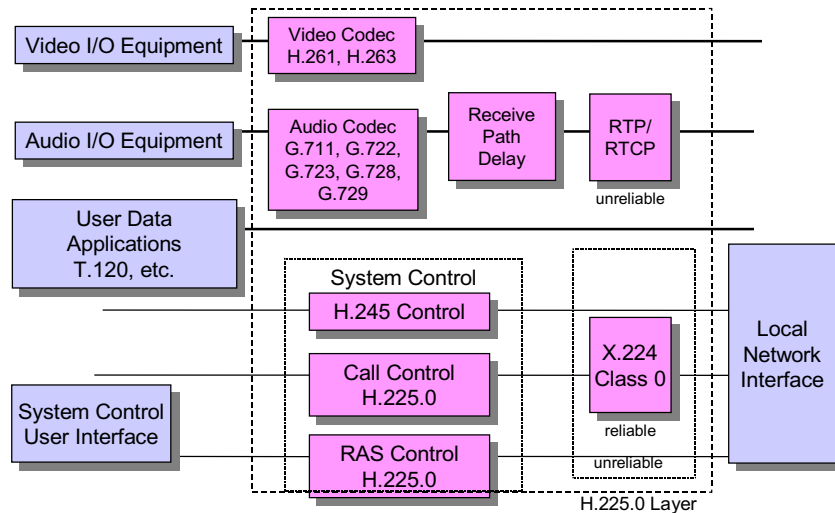 Video I/O Equipment
Video Codec
H.261, H.263
Audio I/O Equipment
Audio Codec
G.711, G.722,
G.723, G.728,
G.729
Receive
Path
Delay
RTP/
RTCP
unreliable
User Data
Applications
T.120, etc.
System Control
H.245 Control
Call Control
H.225.0
RAS Control
H.225.0
X.224
Class 0
reliable
unreliable
Local
Network
Interface
System Control
User Interface
H.225.0 Layer